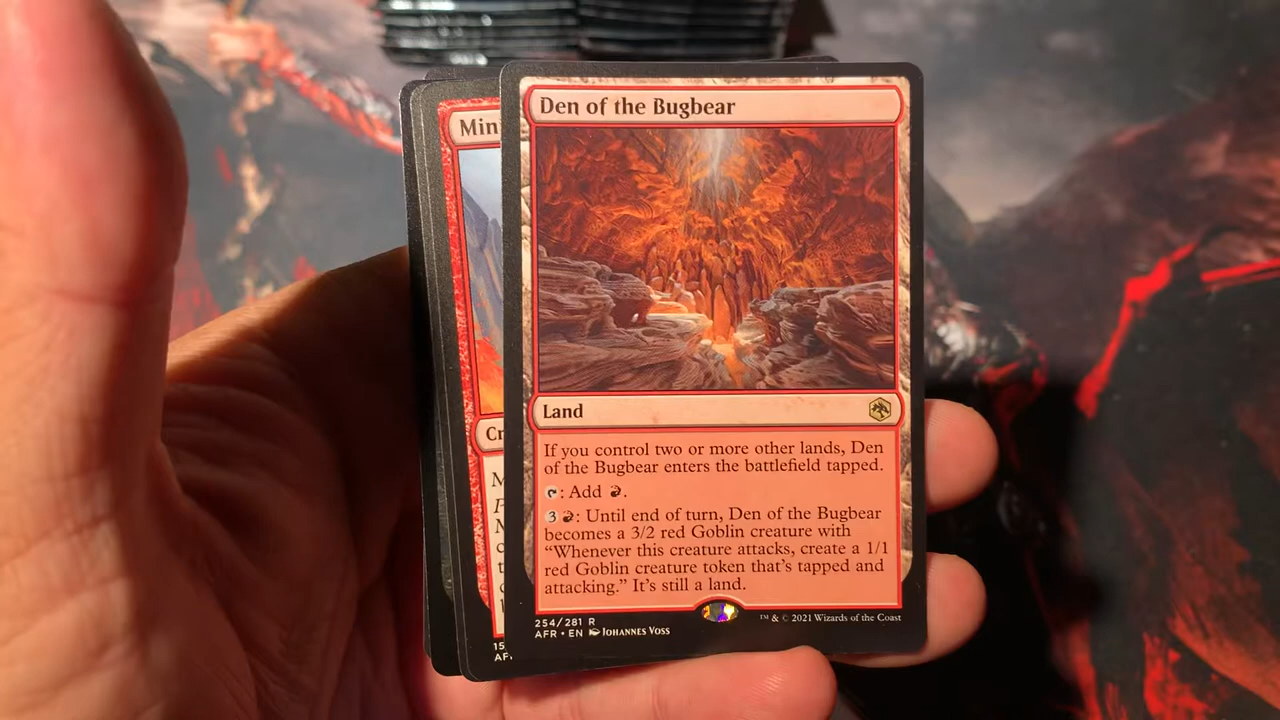 Den of the Bugbear
Min
Land
Cr
If you control two or more other lands, Den
of the Bugbear enters the battlefield tapped.
: Add .
3 : Until end of turn, Den of the Bugbear
becomes a 3/2 red Goblin creature with
“Whenever this creature attacks, create a 1/1
red Goblin creature token that's tapped and
attacking.” It's still a land.
254/281 R
AFR • EN Johannes Voss
™ & © 2021 Wizards of the Coast
15
AF